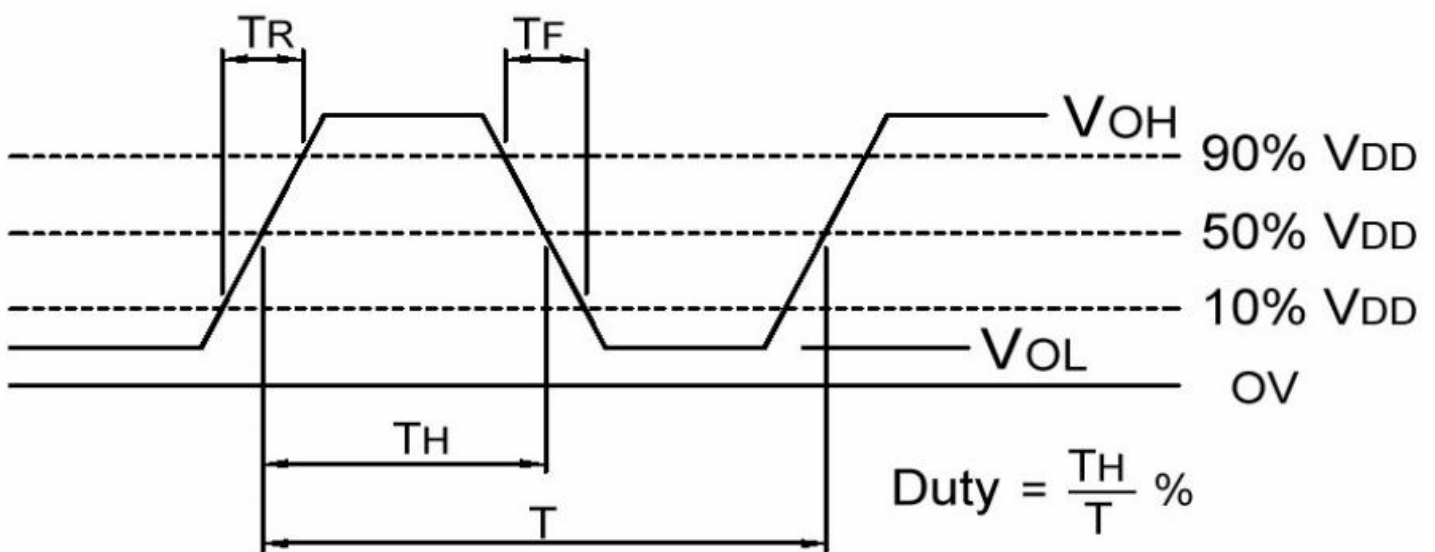 TR
TF
VOH
90% VDD
50% VDD
10% VDD
VOL
OV
TH
T
Duty = TH/T %